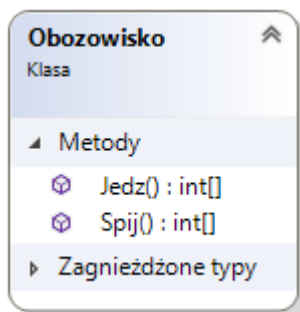 Obozowisko
Klasa
Metody
Jedz() : int[]
Spij() : int[]
Zagnieżdżone typy